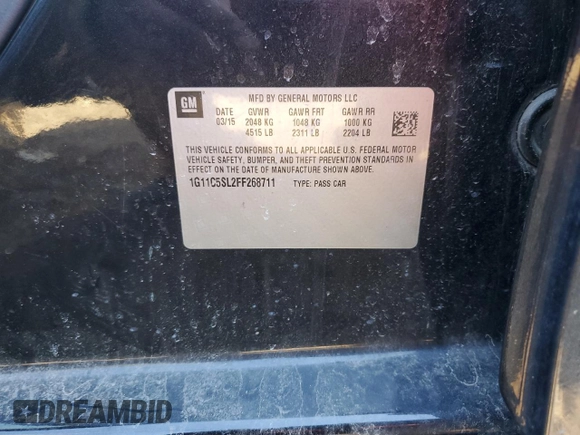 GM
MFD BY GENERAL MOTORS LLC
DATE GVWR GAWR FRT GAWR RR
03/15 2048 KG 1048 KG 1000 KG
4515 LB 2311 LB 2204 LB
THIS VEHICLE CONFORMS TO ALL APPLICABLE U.S. FEDERAL MOTOR
VEHICLE SAFETY, BUMPER, AND THEFT PREVENTION STANDARDS IN
EFFECT ON THE DATE OF MANUFACTURE SHOWN ABOVE.
1G11C5SL2FF268711 TYPE: PASS CAR
DREAMBID